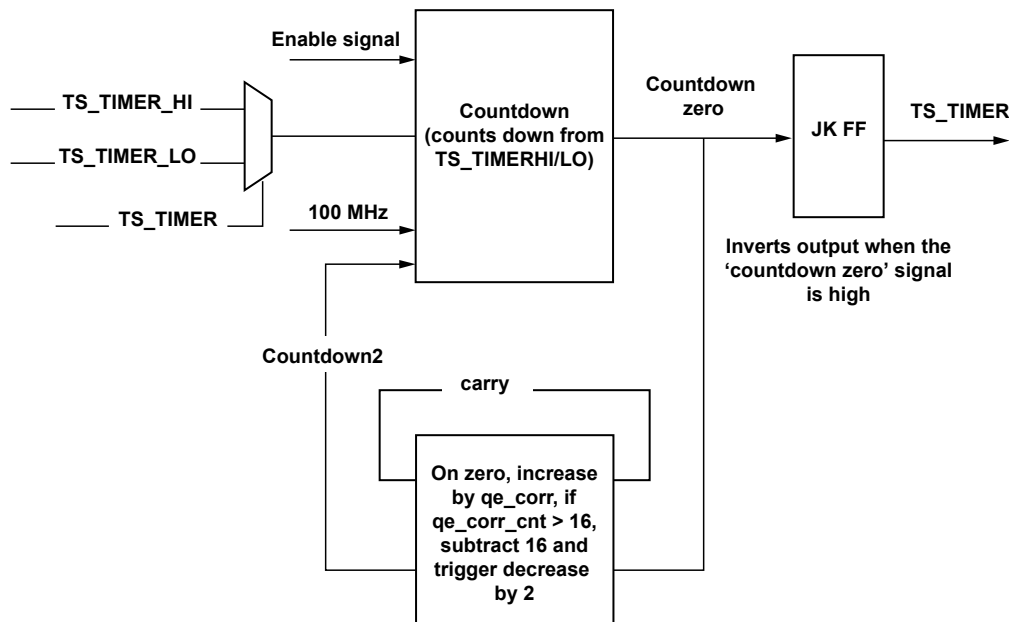 Enable signal
TS_TIMER_HI
TS_TIMER_LO
TS_TIMER
100 MHz
Countdown
(counts down from
TS_TIMERHI/LO)
Countdown
zero
JK FF
TS_TIMER
Inverts output when the
‘countdown zero’ signal
is high
Countdown2
carry
On zero, increase
by qe_corr, if
qe_corr_cnt > 16,
subtract 16 and
trigger decrease
by 2